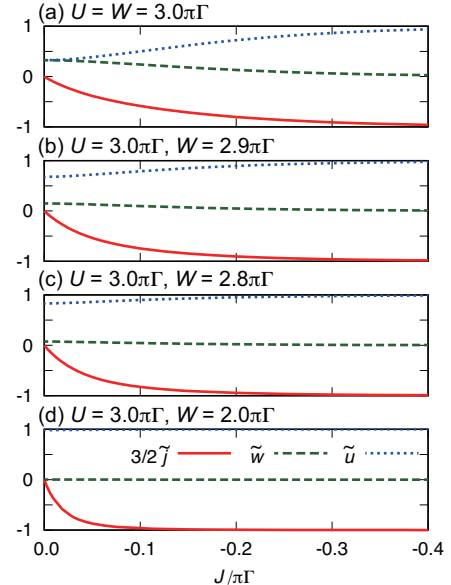 (a) U = W = 3.0πΓ
1
0
-1
(b) U = 3.0πΓ, W = 2.9πΓ
1
0
-1
(c) U = 3.0πΓ, W = 2.8πΓ
1
0
-1
(d) U = 3.0πΓ, W = 2.0πΓ
1
3/2 j̃ w̃ ũ
0
-1
0.0 -0.1 -0.2 -0.3 -0.4
J/πΓ